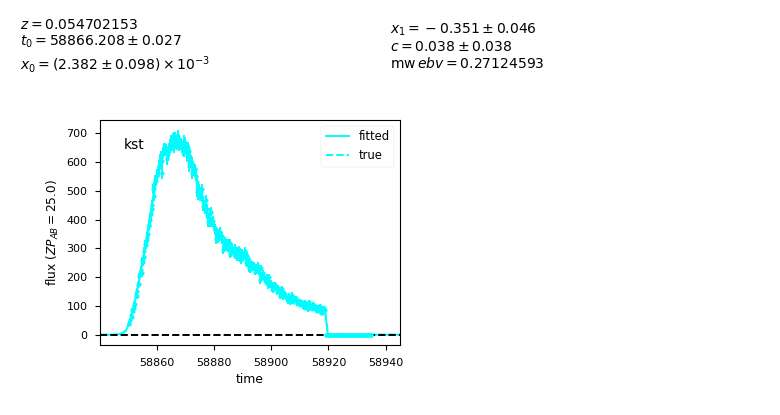 z = 0.054702153
t₀ = 58866.208 ± 0.027
x₀ = (2.382 ± 0.098) × 10⁻³
x₁ = − 0.351 ± 0.046
c = 0.038 ± 0.038
mw ebv = 0.27124593
kst
fitted
true
700
600
500
400
300
200
100
0
flux (ZP_AB = 25.0)
58860 58880 58900 58920 58940
time